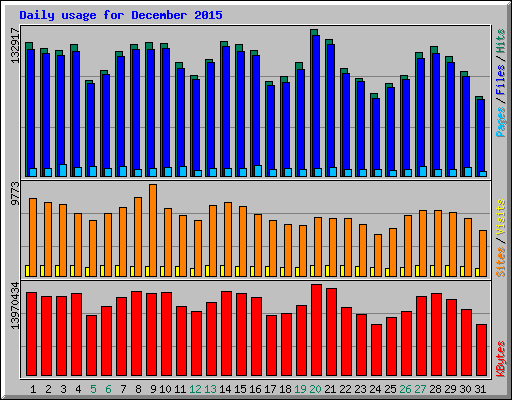 Daily usage for December 2015
132917
Pages / Files / Hits
9773
Sites / Visits
13970434
KBytes
1 2 3 4 5 6 7 8 9 10 11 12 13 14 15 16 17 18 19 20 21 22 23 24 25 26 27 28 29 30 31